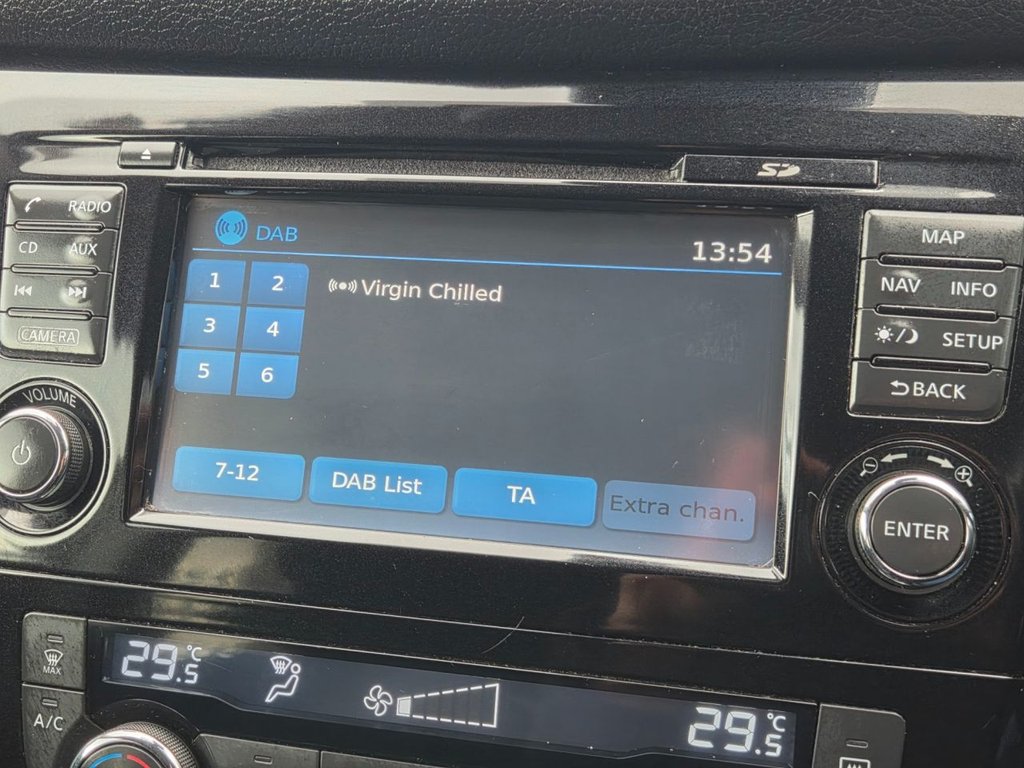 SD
RADIO
CD AUX
CAMERA
VOLUME
DAB
13:54
1 2
3 4
5 6
Virgin Chilled
7-12 DAB List TA Extra chan.
MAP
NAV INFO
SETUP
BACK
ENTER
MAX
A/C
29.5 °C
29.5 °C